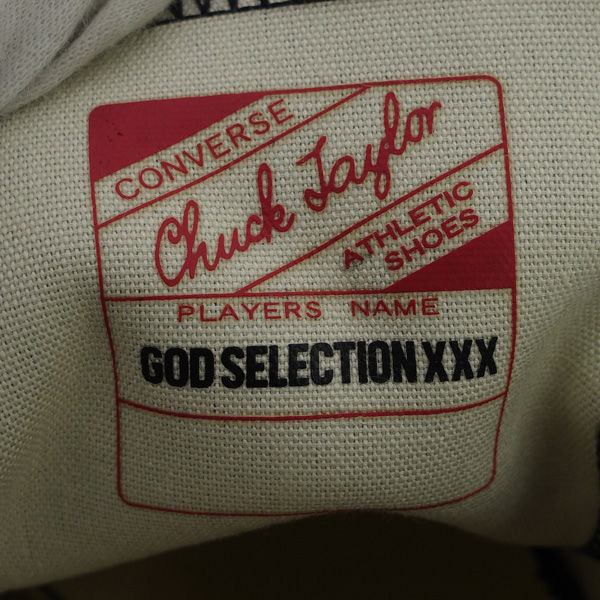 CONVERSE
Chuck Taylor
ATHLETIC
SHOES
PLAYERS NAME
GOD SELECTION XXX